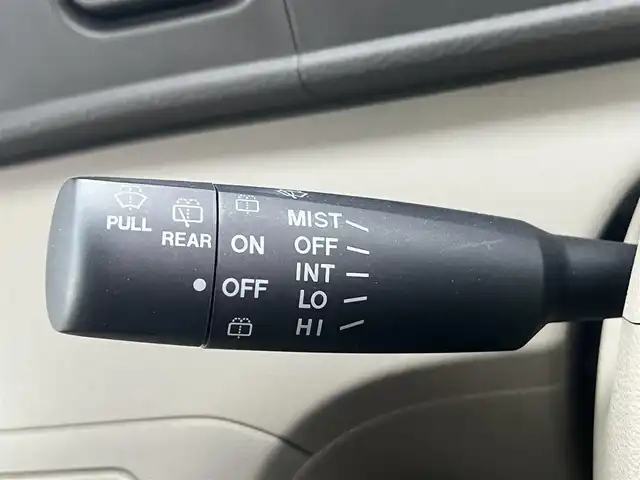 PULL
REAR
ON
OFF
MIST
OFF
INT
LO
HI